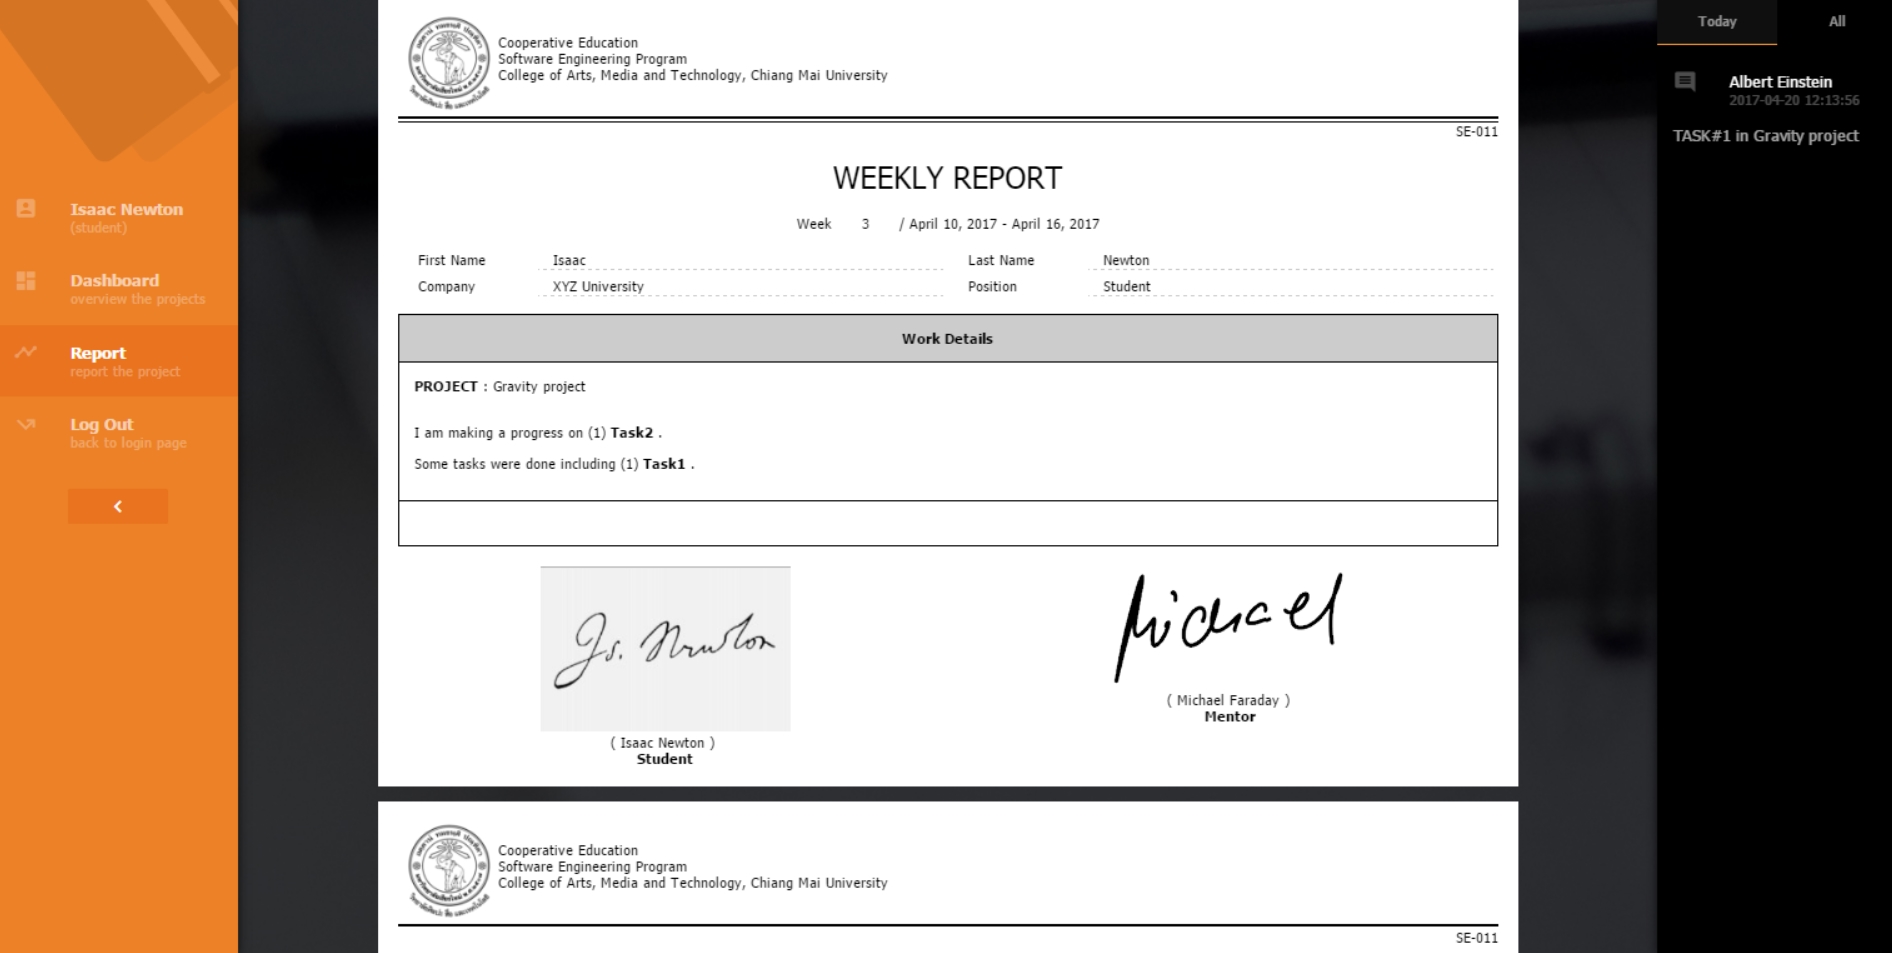 Isaac Newton
(student)
Dashboard
overview the projects
Report
report the project
Log Out
back to login page
Cooperative Education
Software Engineering Program
College of Arts, Media and Technology, Chiang Mai University
SE-011
WEEKLY REPORT
Week 3 / April 10, 2017 - April 16, 2017
First Name Isaac Last Name Newton
Company XYZ University Position Student
Work Details
PROJECT : Gravity project
I am making a progress on (1) Task2 .
Some tasks were done including (1) Task1 .
Is. Newton
Michael
( Isaac Newton )
Student
( Michael Faraday )
Mentor
Cooperative Education
Software Engineering Program
College of Arts, Media and Technology, Chiang Mai University
SE-011
Today All
Albert Einstein
2017-04-20 12:13:56
TASK#1 in Gravity project